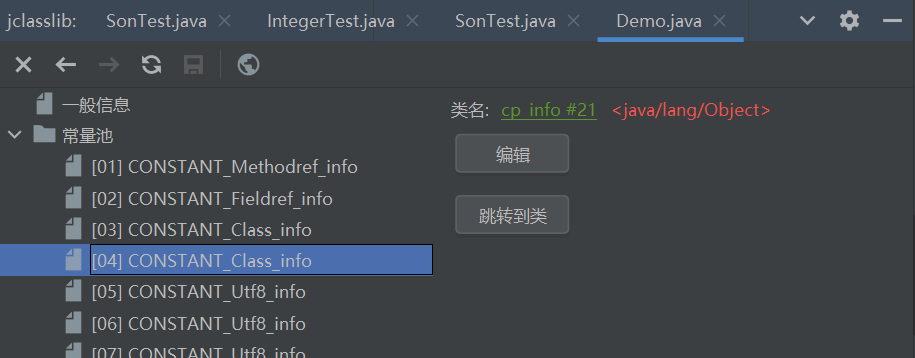 jclasslib: SonTest.java IntegerTest.java SonTest.java Demo.java
一般信息
常量池
[01] CONSTANT_Methodref_info
[02] CONSTANT_Fieldref_info
[03] CONSTANT_Class_info
[04] CONSTANT_Class_info
[05] CONSTANT_Utf8_info
[06] CONSTANT_Utf8_info
[07] CONSTANT_Utf8_info
类名: cp_info #21 <java/lang/Object>
编辑
跳转到类